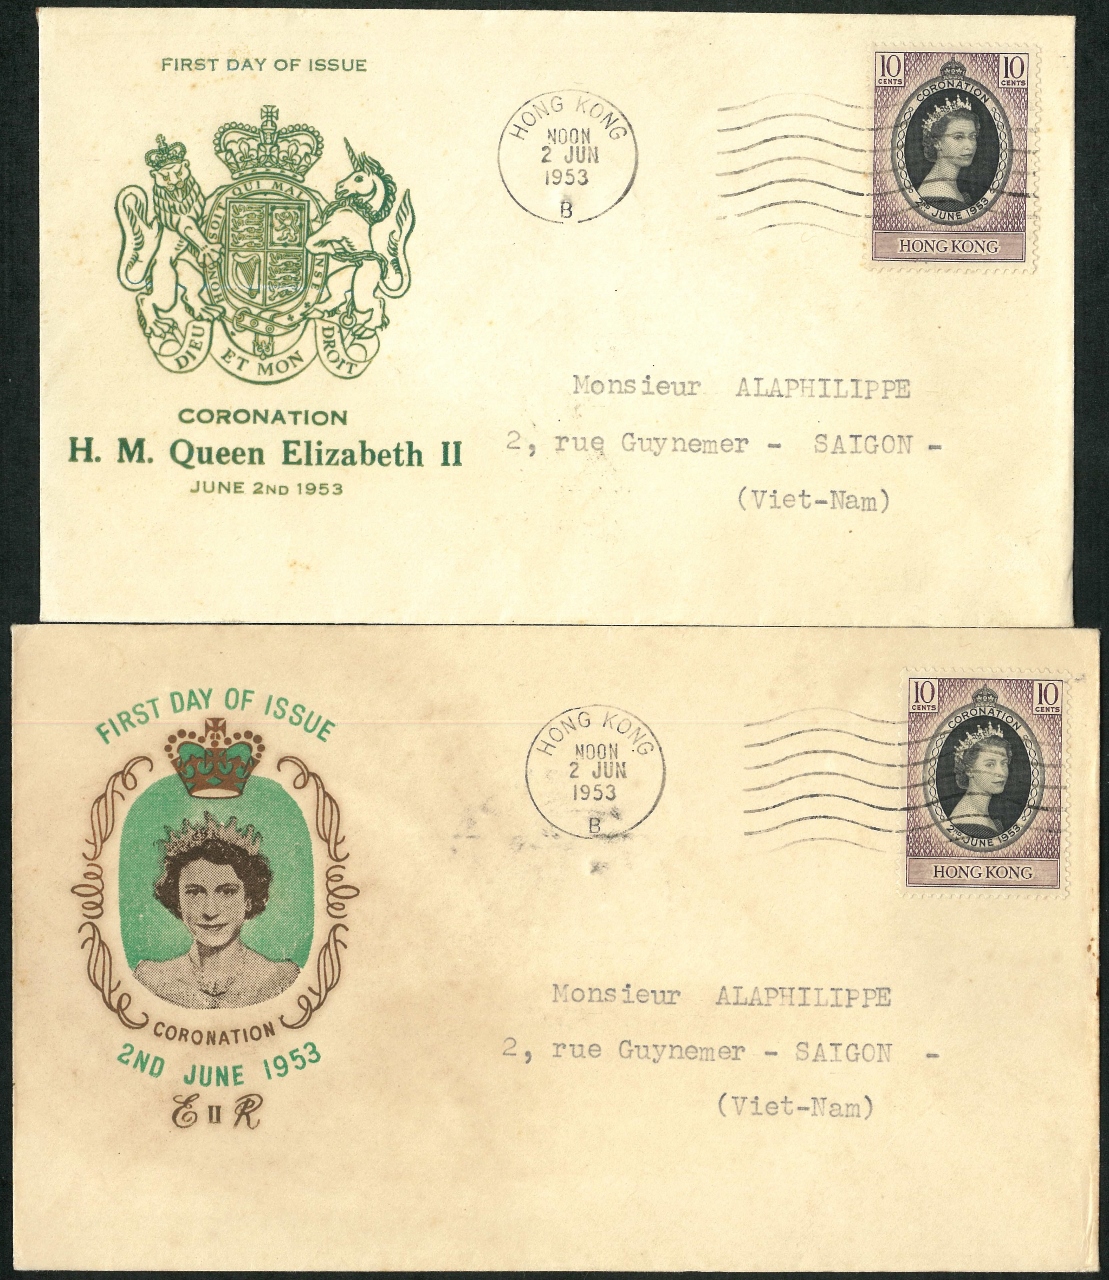 FIRST DAY OF ISSUE
HONI SOIT QUI MAL Y PENSE
DIEU ET MON DROIT
CORONATION
H. M. Queen Elizabeth II
JUNE 2ND 1953
HONG KONG
NOON
2 JUN
1953
B
10 CENTS
10 CENTS
CORONATION
2ND JUNE 1953
HONG KONG
Monsieur ALAPHILIPPE
2, rue Guynemer - SAIGON -
(Viet-Nam)
FIRST DAY OF ISSUE
CORONATION
2ND JUNE 1953
E II R
HONG KONG
NOON
2 JUN
1953
B
10 CENTS
10 CENTS
CORONATION
2ND JUNE 1953
HONG KONG
Monsieur ALAPHILIPPE
2, rue Guynemer - SAIGON -
(Viet-Nam)